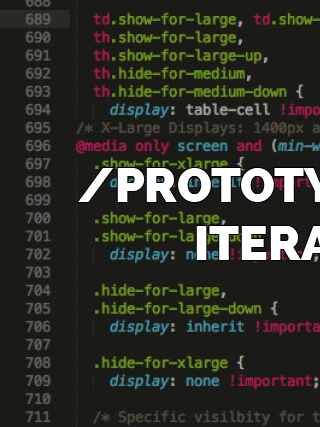 688
689 td.show-for-large, td.show-
690 th.show-for-large,
691 th.show-for-large-up,
692 th.hide-for-medium,
693 th.hide-for-medium-down {
694 display: table-cell !impo
695 /* X-Large Displays: 1400px a
696 @media only screen and (min-w
697 .show-for-xlarge {
698
/PROTOTY
699
700 .show-for-large,
701 .show-for-large-
ITERA
702 display:
703
704 .hide-for-large,
705 .hide-for-large-down {
706 display: inherit !importa
707
708 .hide-for-xlarge {
709 display: none !important;
710
711 /* Specific visilbity for t